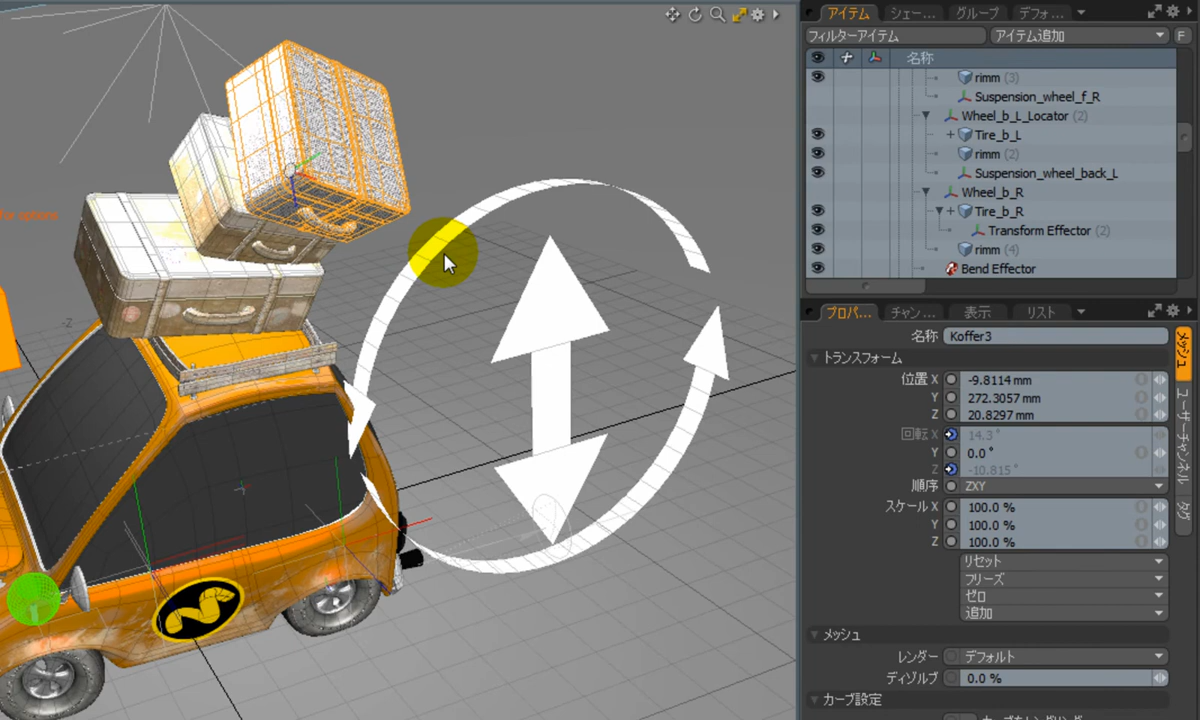 for options
-Z
アイテム シェー... グループ デフォ...
フィルターアイテム アイテム追加 F
名称
rimm (3)
Suspension_wheel_f_R
Wheel_b_L_Locator (2)
Tire_b_L
rimm (2)
Suspension_wheel_back_L
Wheel_b_R
Tire_b_R
Transform Effector (2)
rimm (4)
Bend Effector
プロパ... チャン... 表示 リスト
名称 Koffer3
トランスフォーム
位置 X -9.8114 mm
Y 272.3057 mm
Z 20.8297 mm
回転 X 14.3 °
Y 0.0 °
Z -10.815 °
順序 ZXY
スケール X 100.0 %
Y 100.0 %
Z 100.0 %
リセット
フリーズ
ゼロ
追加
メッシュ
レンダー デフォルト
ディゾルブ 0.0 %
カーブ設定
メッシュ
ユーザーチャンネル
タグ